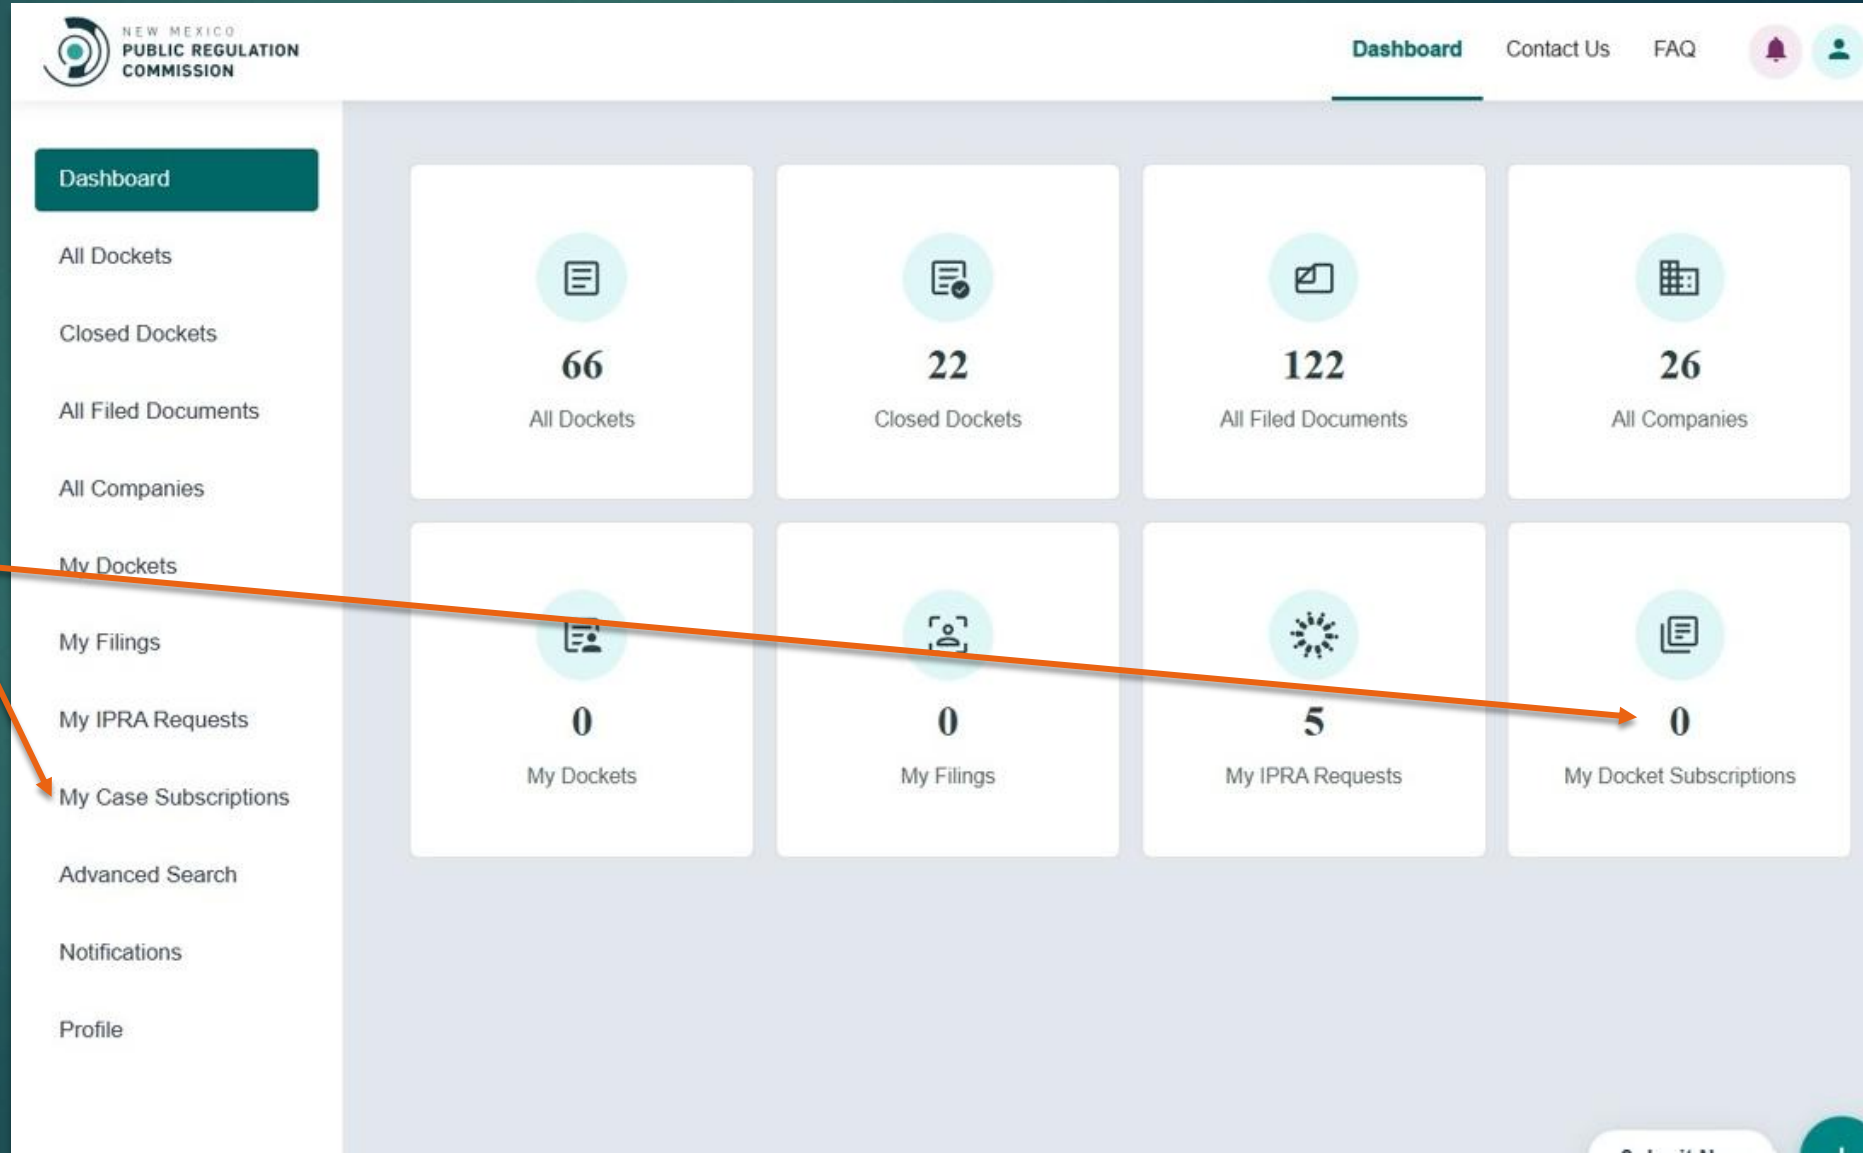 NEW MEXICO
PUBLIC REGULATION
COMMISSION
Dashboard
Contact Us
FAQ
Dashboard
All Dockets
Closed Dockets
All Filed Documents
All Companies
My Dockets
My Filings
My IPRA Requests
My Case Subscriptions
Advanced Search
Notifications
Profile
66
All Dockets
22
Closed Dockets
122
All Filed Documents
26
All Companies
0
My Dockets
0
My Filings
5
My IPRA Requests
0
My Docket Subscriptions